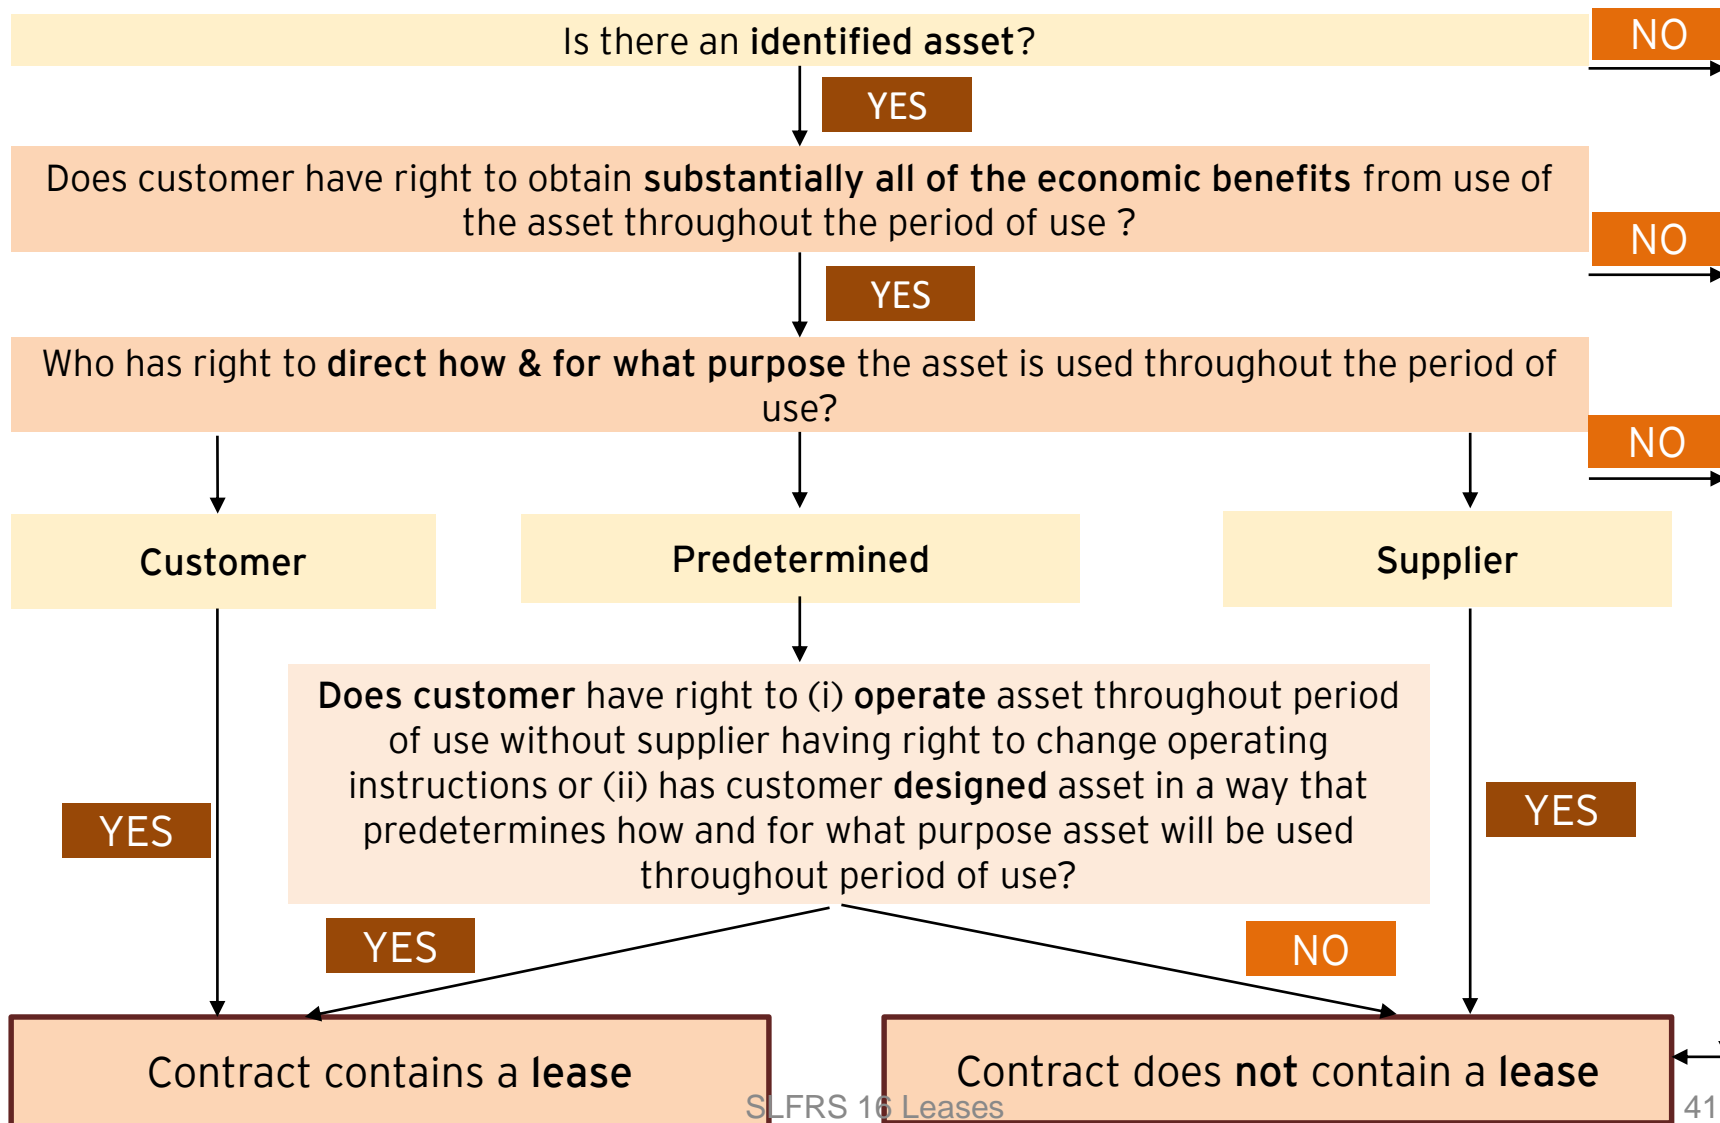 Is there an identified asset?
NO
YES
Does customer have right to obtain substantially all of the economic benefits from use of
the asset throughout the period of use ?
NO
YES
Who has right to direct how & for what purpose the asset is used throughout the period of
use?
NO
Customer
Predetermined
Supplier
Does customer have right to (i) operate asset throughout period
of use without supplier having right to change operating
instructions or (ii) has customer designed asset in a way that
predetermines how and for what purpose asset will be used
throughout period of use?
YES
YES
YES
NO
Contract contains a lease
Contract does not contain a lease
SLFRS 16 Leases
41